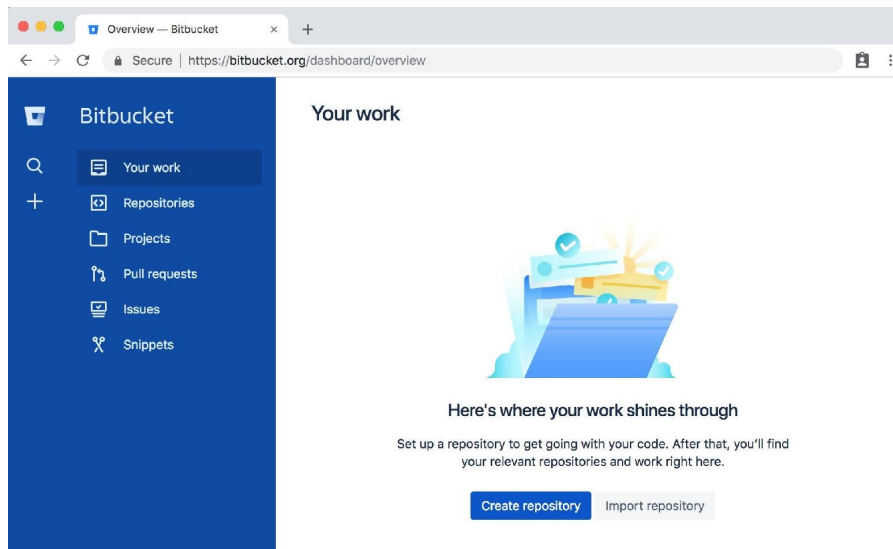 Overview — Bitbucket
Secure | https://bitbucket.org/dashboard/overview
Bitbucket
Your work
Repositories
Projects
Pull requests
Issues
Snippets
Your work
Here's where your work shines through
Set up a repository to get going with your code. After that, you'll find
your relevant repositories and work right here.
Create repository
Import repository